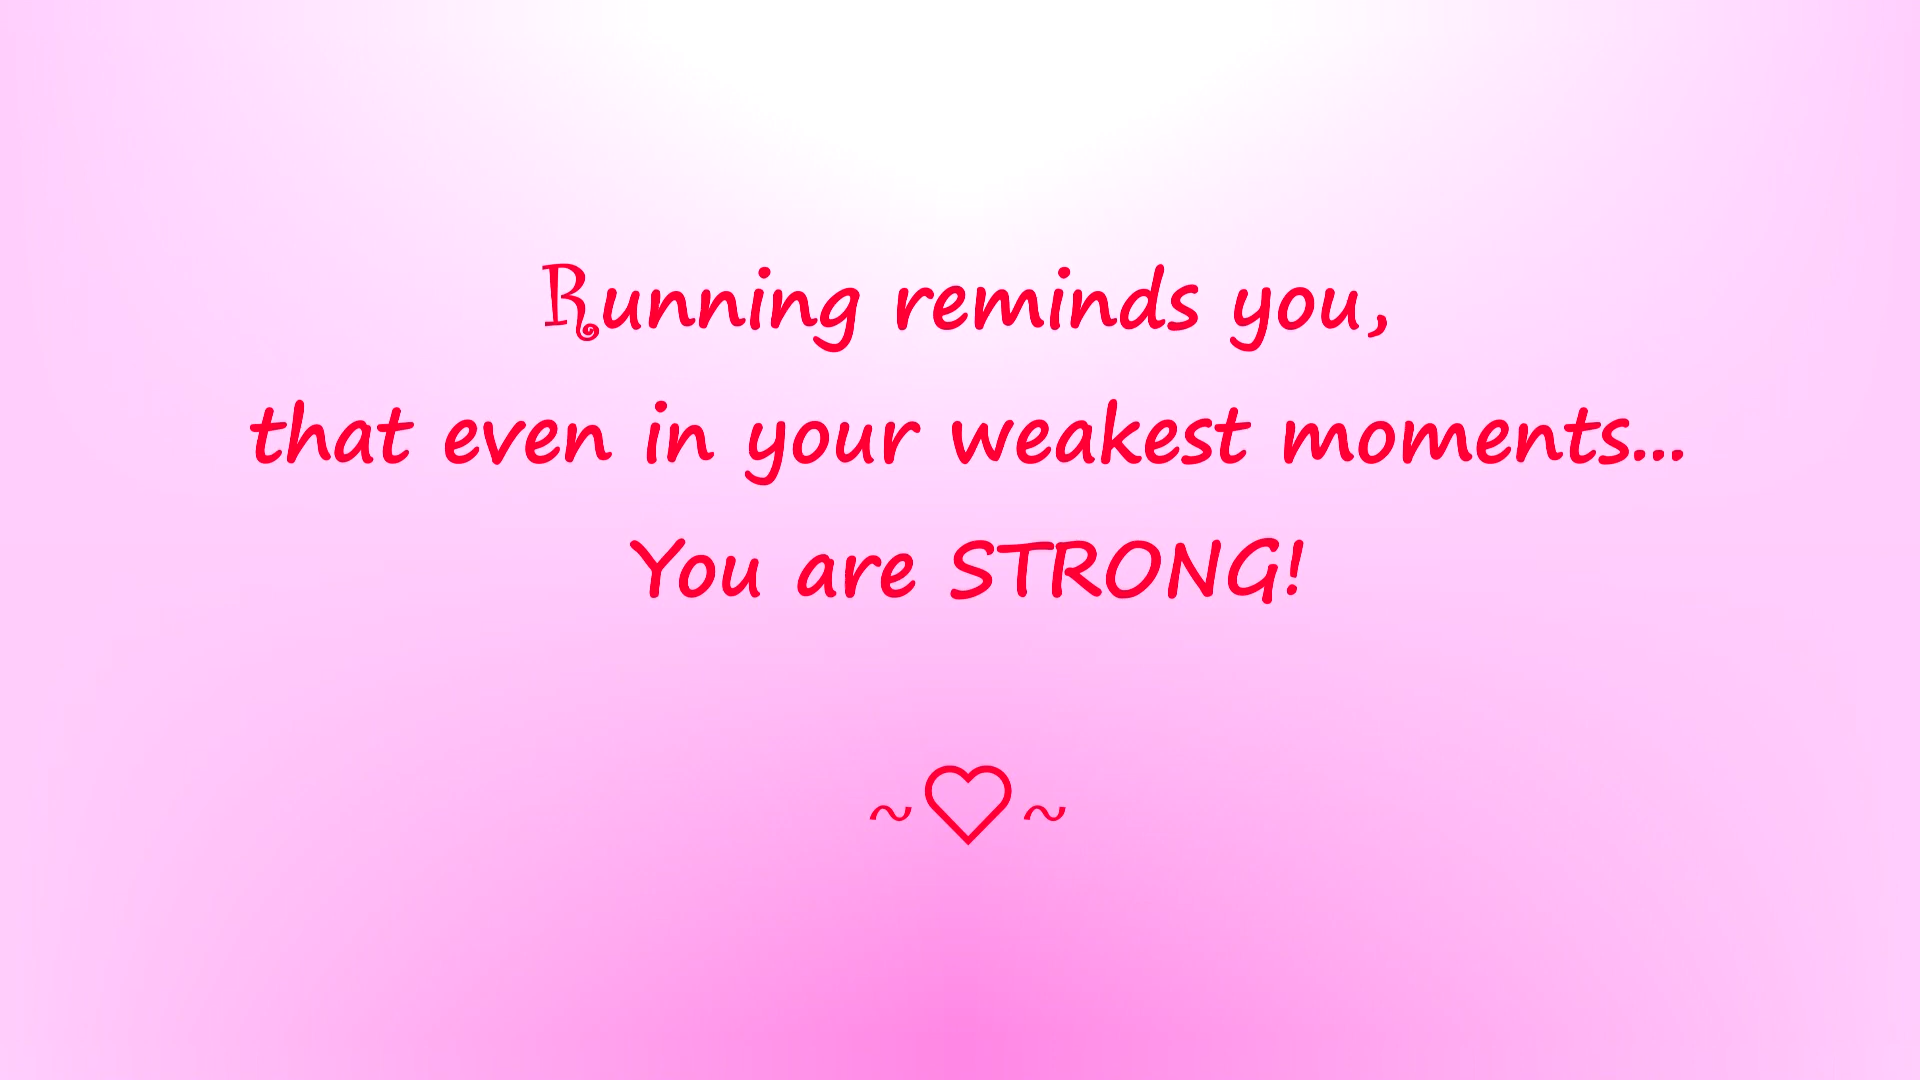 Running reminds you,
that even in your weakest moments...
You are STRONG!
~♡~